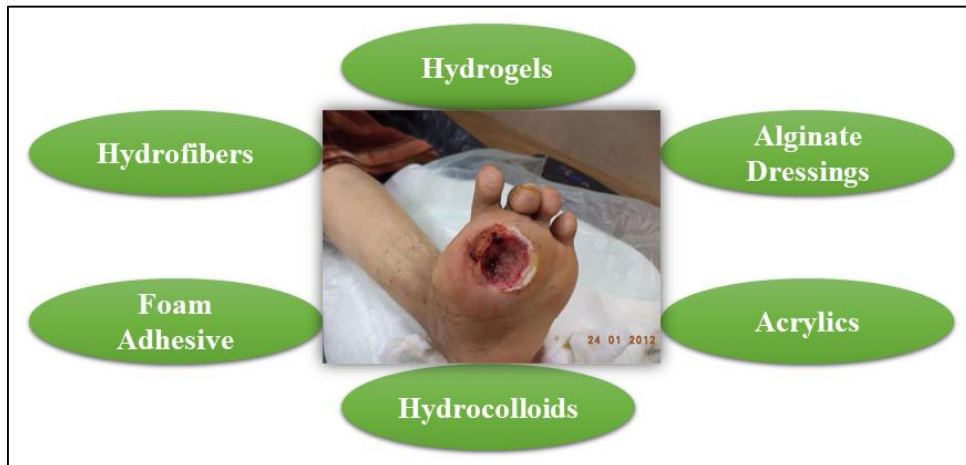 Hydrogels
Hydrofibers
Alginate
Dressings
Foam
Adhesive
Acrylics
24 01 2012
Hydrocolloids